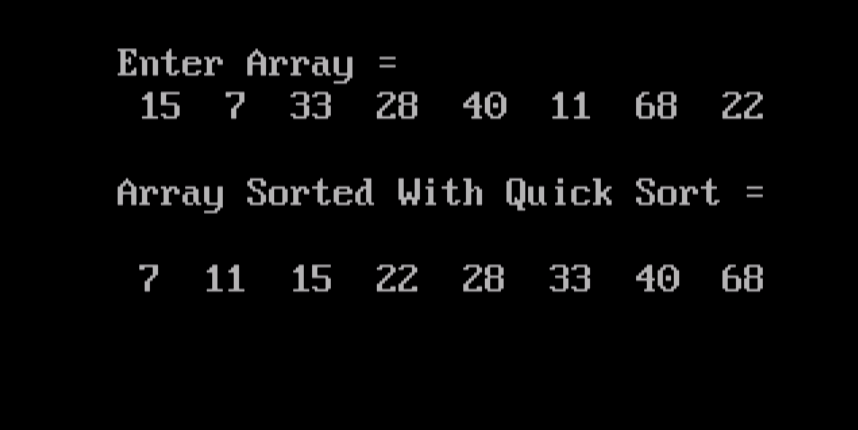 Enter Array =
15 7 33 28 40 11 68 22
Array Sorted With Quick Sort =
7 11 15 22 28 33 40 68